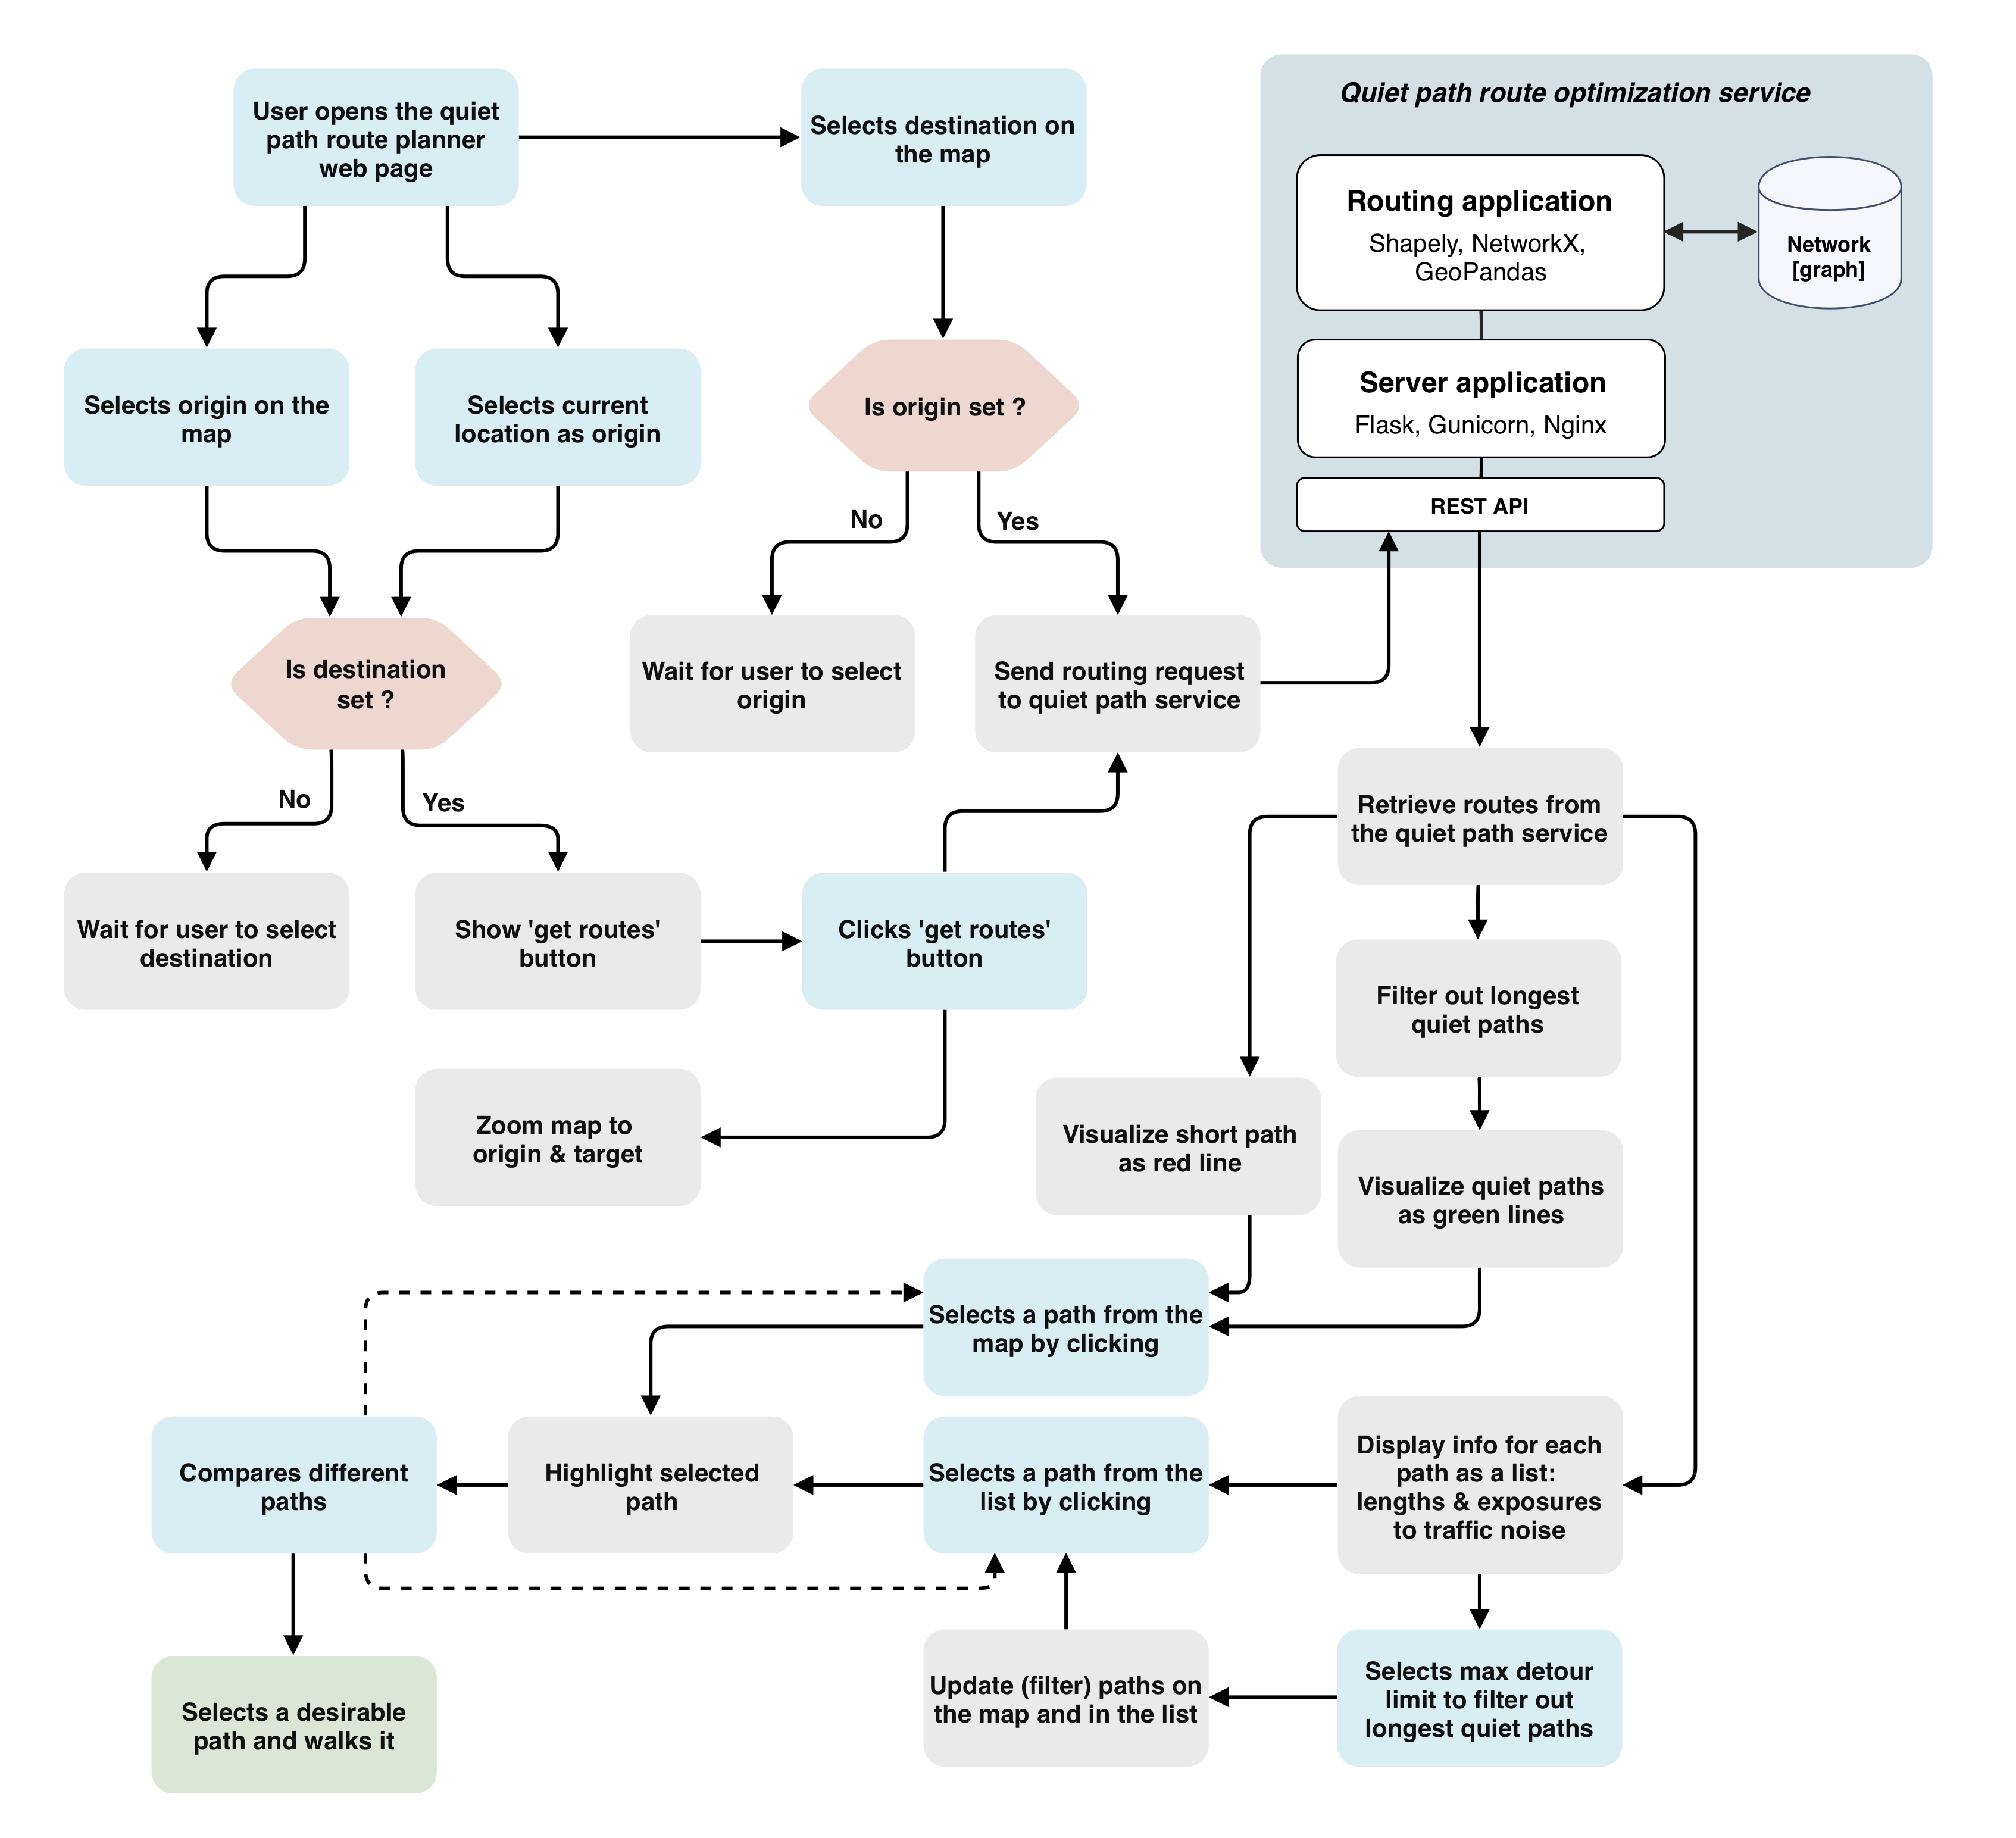 User opens the quiet
path route planner
web page
Selects destination on
the map
Quiet path route optimization service
Routing application
Shapely, NetworkX,
GeoPandas
Network
[graph]
Server application
Flask, Gunicorn, Nginx
REST API
Selects origin on the
map
Selects current
location as origin
Is origin set ?
No
Yes
Is destination
set ?
Wait for user to select
origin
Send routing request
to quiet path service
No
Yes
Retrieve routes from
the quiet path service
Wait for user to select
destination
Show 'get routes'
button
Clicks 'get routes'
button
Filter out longest
quiet paths
Zoom map to
origin & target
Visualize short path
as red line
Visualize quiet paths
as green lines
Selects a path from the
map by clicking
Compares different
paths
Highlight selected
path
Selects a path from the
list by clicking
Display info for each
path as a list:
lengths & exposures
to traffic noise
Selects a desirable
path and walks it
Update (filter) paths on
the map and in the list
Selects max detour
limit to filter out
longest quiet paths